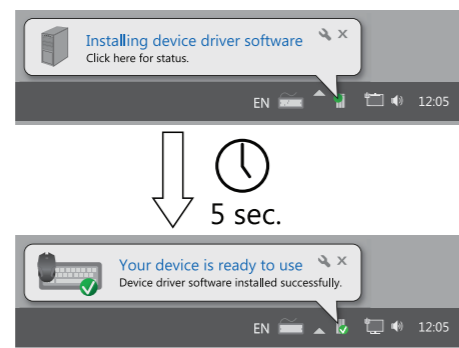 Installing device driver software
Click here for status.
EN
12:05
5 sec.
Your device is ready to use
Device driver software installed successfully.
EN
12:05